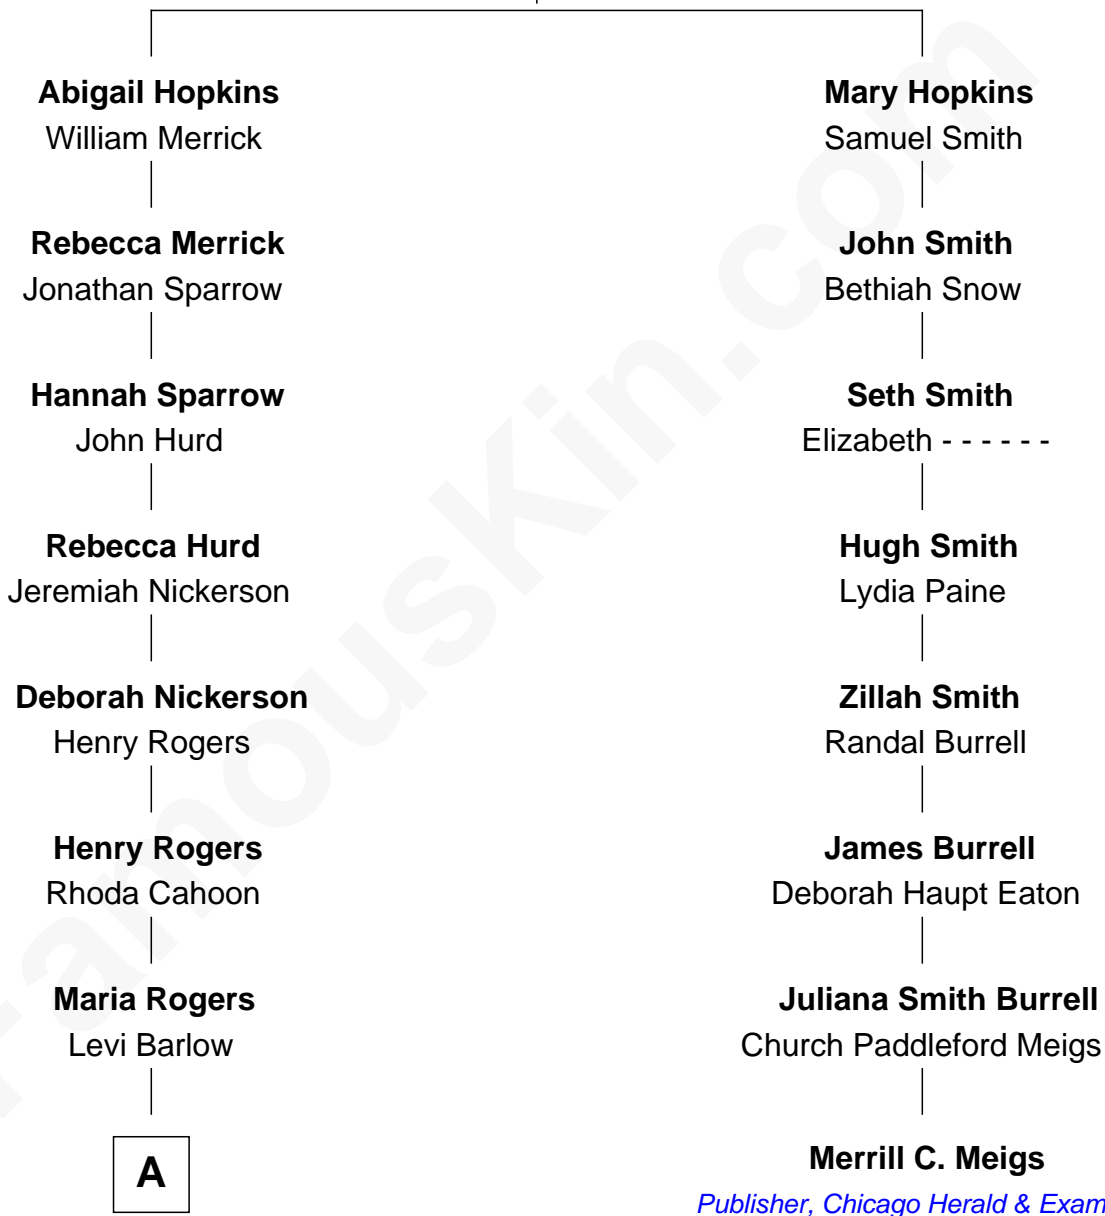 Abigail Hopkins
William Merrick
Rebecca Merrick
Jonathan Sparrow
Hannah Sparrow
John Hurd
Rebecca Hurd
Jeremiah Nickerson
Deborah Nickerson
Henry Rogers
Henry Rogers
Rhoda Cahoon
Maria Rogers
Levi Barlow
A
Mary Hopkins
Samuel Smith
John Smith
Bethiah Snow
Seth Smith
Elizabeth - - - - - -
Hugh Smith
Lydia Paine
Zillah Smith
Randal Burrell
James Burrell
Deborah Haupt Eaton
Juliana Smith Burrell
Church Paddleford Meigs
Merrill C. Meigs
Publisher, Chicago Herald & Exam
FamousKin.com